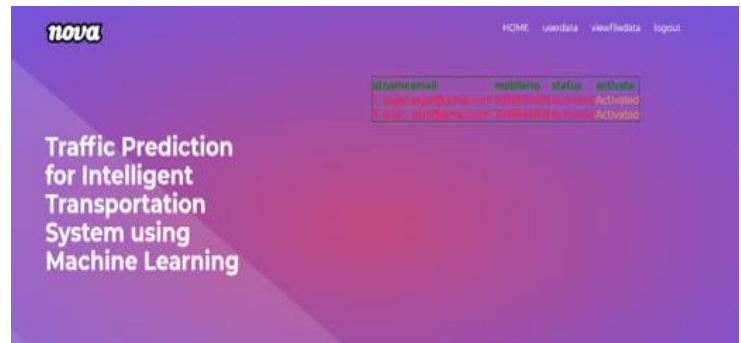 nova
HOME userdata viewfiledata logout
name email mobileno status activate
Activated
Activated
Traffic Prediction
for Intelligent
Transportation
System using
Machine Learning